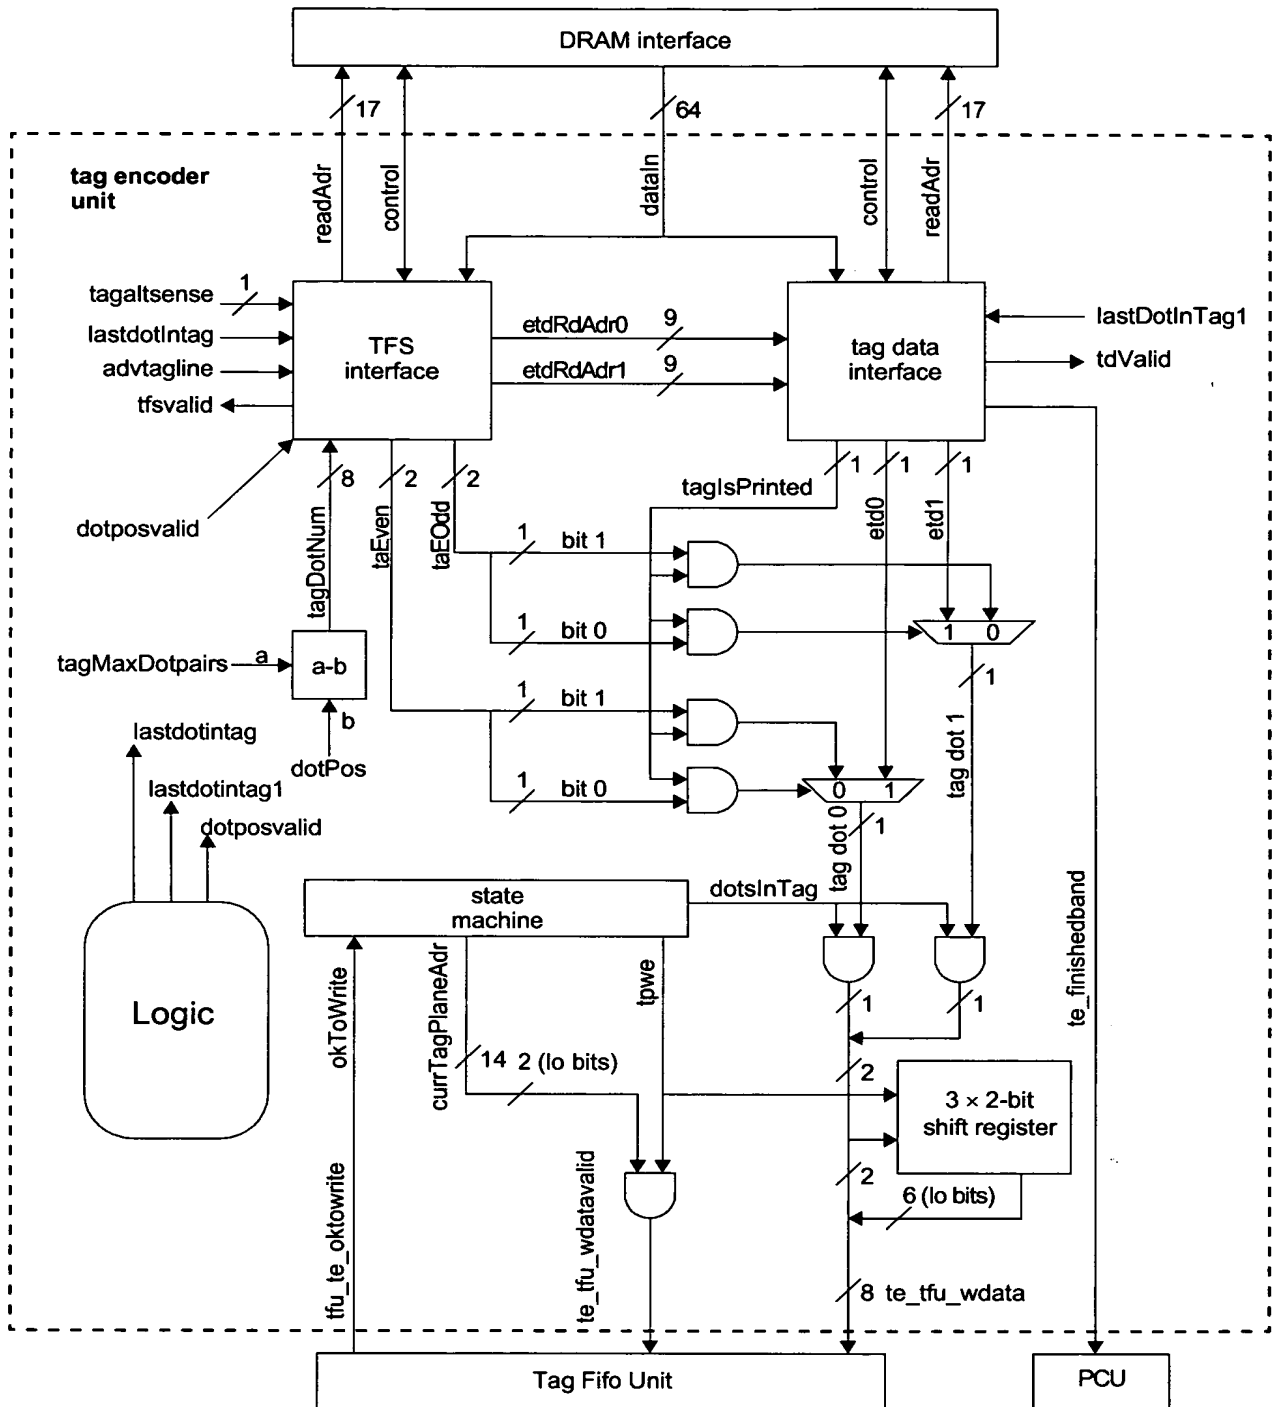 DRAM interface
17
64
17
tag encoder
unit
readAdr
control
dataIn
control
readAdr
tagaltsense
1
lastdotIntag
advtagline
tfsvalid
TFS
interface
etdRdAdr0
9
etdRdAdr1
9
tag data
interface
lastDotInTag1
tdValid
dotposvalid
8
2
2
1
1
1
tagIsPrinted
tagDotNum
taEven
taEOdd
etd0
etd1
1
bit 1
1
bit 0
1 0
tagMaxDotpairs
a
a-b
b
dotPos
1
bit 1
1
bit 0
0 1
1
tag dot 1
1
tag dot 0
lastdotintag
lastdotintag1
dotposvalid
Logic
state
machine
dotsInTag
okToWrite
currTagPlaneAdr
tpwe
te_finishedband
1
1
14
2 (lo bits)
2
3 × 2-bit
shift register
2
6 (lo bits)
tfu_te_oktowrite
te_tfu_wdatavalid
8 te_tfu_wdata
Tag Fifo Unit
PCU